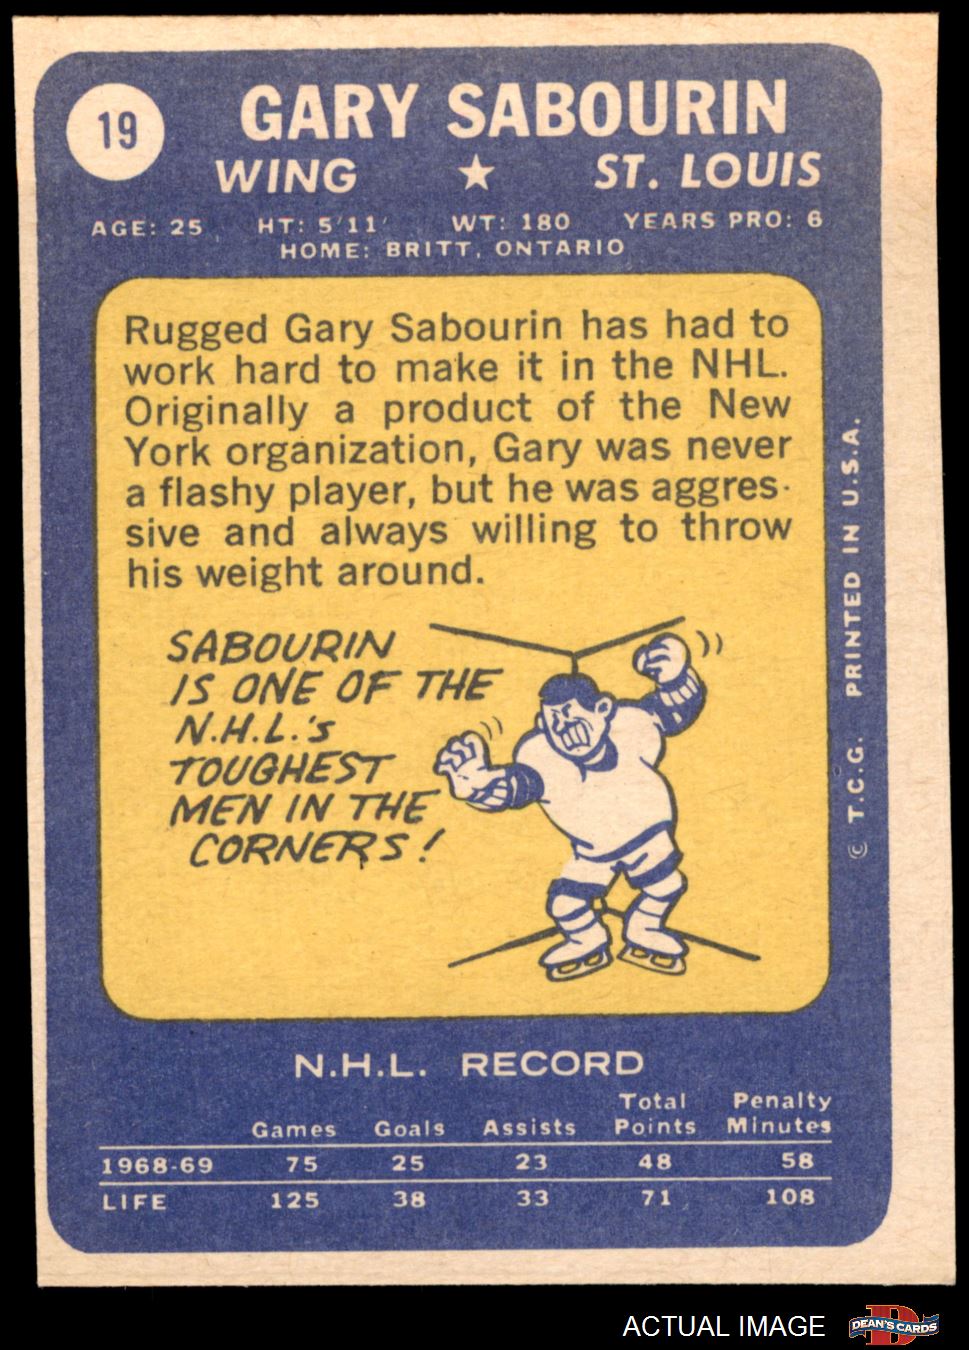 19
GARY SABOURIN
WING ★ ST. LOUIS
AGE: 25 HT: 5'11' WT: 180 YEARS PRO: 6
HOME: BRITT, ONTARIO
Rugged Gary Sabourin has had to
work hard to make it in the NHL.
Originally a product of the New
York organization, Gary was never
a flashy player, but he was aggres-
sive and always willing to throw
his weight around.
SABOURIN
IS ONE OF THE
N.H.L.'s
TOUGHEST
MEN IN THE
CORNERS!
© T.C.G. PRINTED IN U.S.A.
N.H.L. RECORD
Games Goals Assists Total Points Penalty Minutes
1968-69 75 25 23 48 58
LIFE 125 38 33 71 108
ACTUAL IMAGE
DEAN'S CARDS